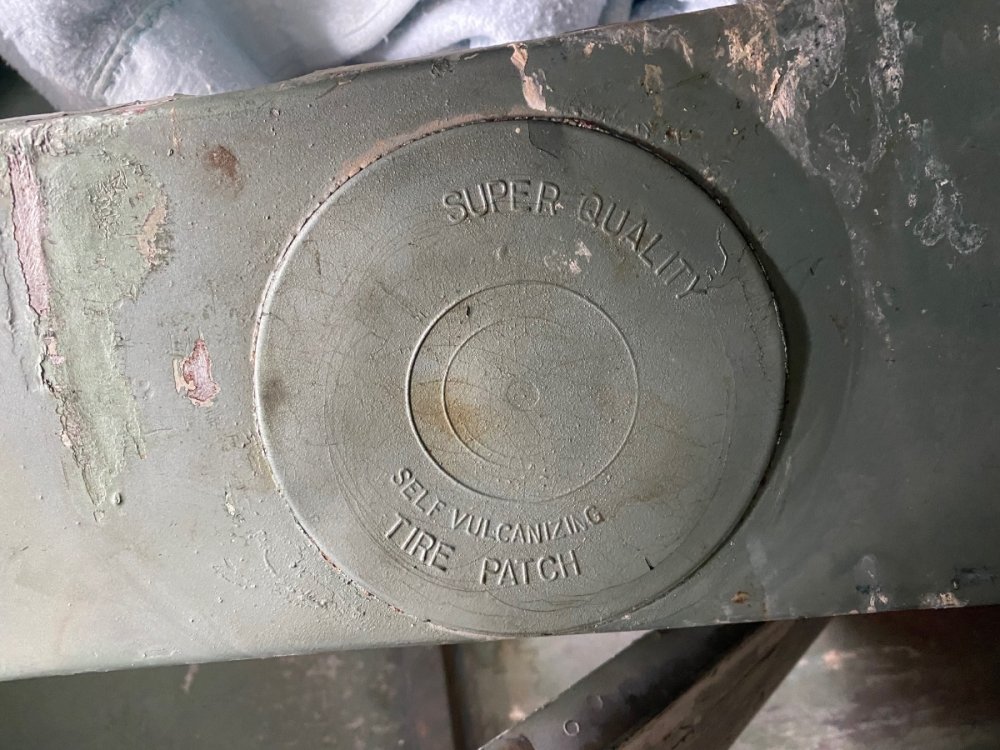 SUPER QUALITY
SELF VULCANIZING
TIRE PATCH